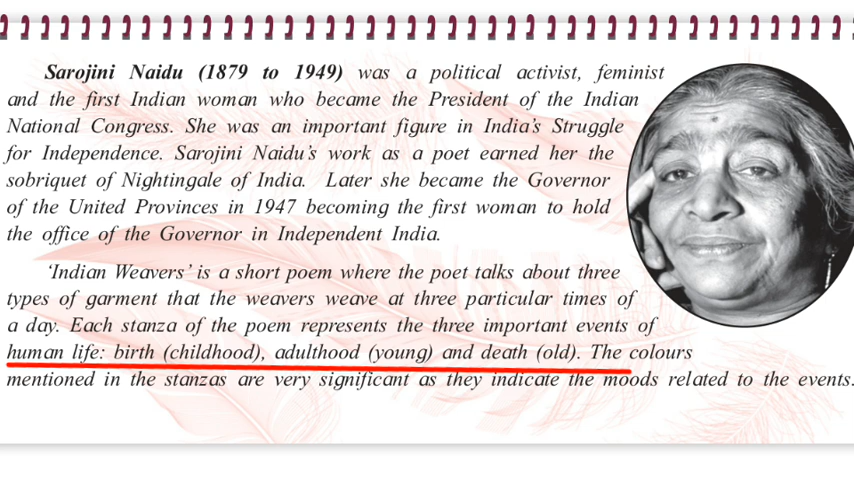 Sarojini Naidu (1879 to 1949) was a political activist, feminist
and the first Indian woman who became the President of the Indian
National Congress. She was an important figure in India's Struggle
for Independence. Sarojini Naidu's work as a poet earned her the
sobriquet of Nightingale of India. Later she became the Governor
of the United Provinces in 1947 becoming the first woman to hold
the office of the Governor in Independent India.
'Indian Weavers' is a short poem where the poet talks about three
types of garment that the weavers weave at three particular times of
a day. Each stanza of the poem represents the three important events of
human life: birth (childhood), adulthood (young) and death (old). The colours
mentioned in the stanzas are very significant as they indicate the moods related to the events.